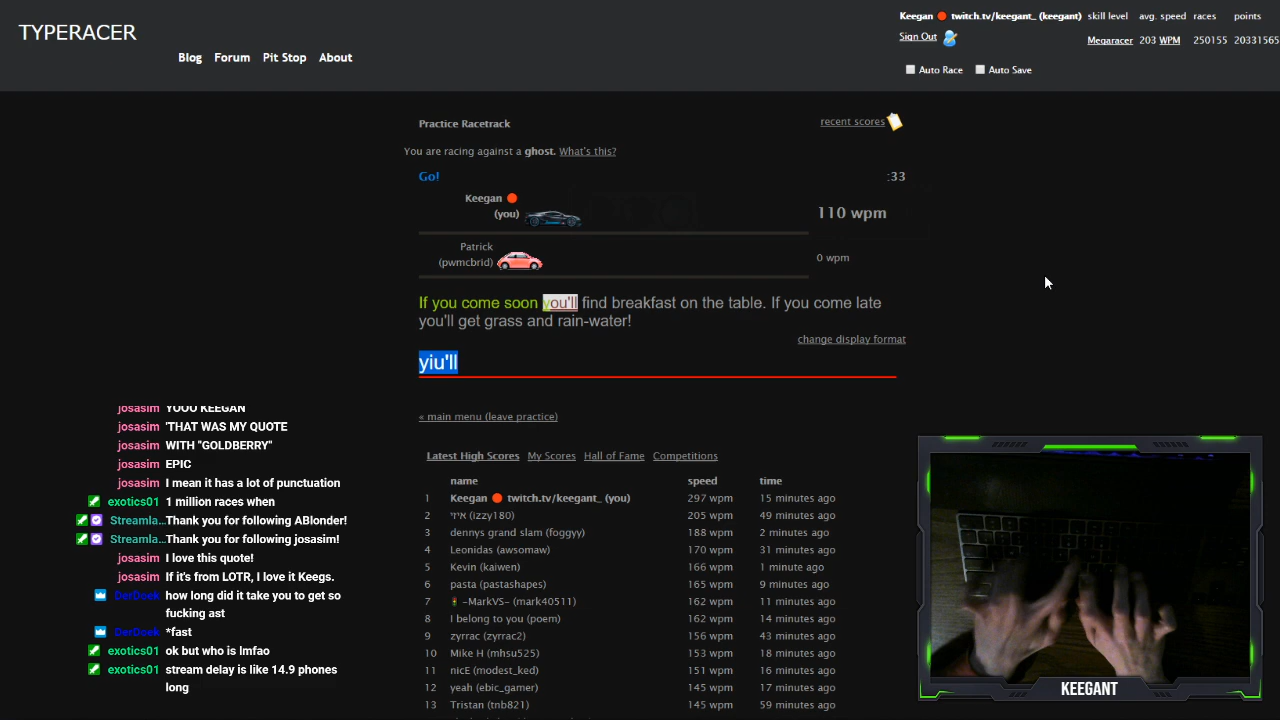 TYPERACER
Blog Forum Pit Stop About
Keegan twitch.tv/keegant_ (keegant) skill level avg. speed races points
Sign Out Megaracer 203 WPM 250155 20331565
Auto Race Auto Save
Practice Racetrack recent scores
You are racing against a ghost. What's this?
Go! :33
Keegan
(you) 110 wpm
Patrick
(pwmcbrid) 0 wpm
If you come soon you'll find breakfast on the table. If you come late
you'll get grass and rain-water!
change display format
yiu'll
« main menu (leave practice)
Latest High Scores My Scores Hall of Fame Competitions
name speed time
1 Keegan twitch.tv/keegant_ (you) 297 wpm 15 minutes ago
2 איזי (izzy180) 205 wpm 49 minutes ago
3 dennys grand slam (foggyy) 188 wpm 2 minutes ago
4 Leonidas (awsomaw) 170 wpm 31 minutes ago
5 Kevin (kaiwen) 166 wpm 1 minute ago
6 pasta (pastashapes) 165 wpm 9 minutes ago
7 🚦 ~MarkVS~ (mark40511) 162 wpm 11 minutes ago
8 I belong to you (poem) 162 wpm 14 minutes ago
9 zyrrac (zyrrac2) 156 wpm 43 minutes ago
10 Mike H (mhsu525) 153 wpm 18 minutes ago
11 nicE (modest_ked) 151 wpm 16 minutes ago
12 yeah (ebic_gamer) 145 wpm 17 minutes ago
13 Tristan (tnb821) 145 wpm 59 minutes ago
josasim YOOO KEEGAN
josasim 'THAT WAS MY QUOTE
josasim WITH "GOLDBERRY"
josasim EPIC
josasim I mean it has a lot of punctuation
exotics01 1 million races when
Streamla... Thank you for following ABlonder!
Streamla... Thank you for following josasim!
josasim I love this quote!
josasim If it's from LOTR, I love it Keegs.
DerDoek how long did it take you to get so
fucking ast
DerDoek *fast
exotics01 ok but who is lmfao
exotics01 stream delay is like 14.9 phones
long
KEEGANT